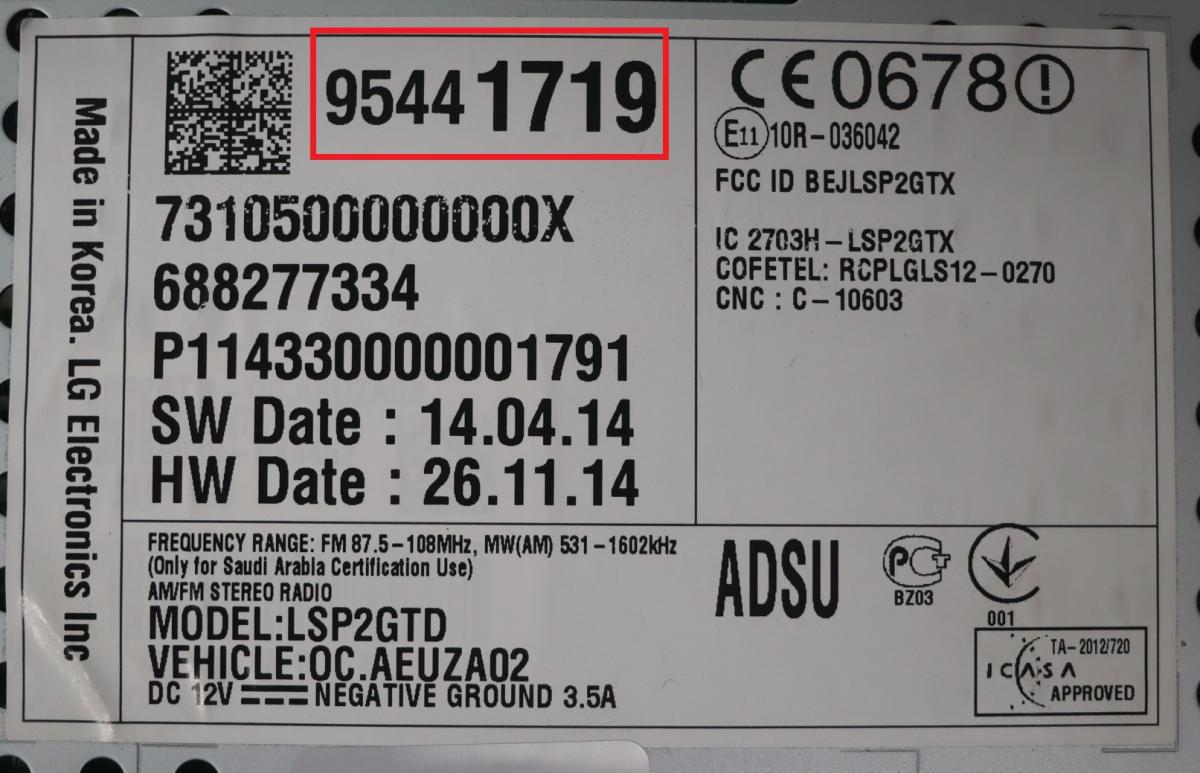 Made in Korea. LG Electronics Inc
95441719
7310500000000X
688277334
P114330000001791
SW Date : 14.04.14
HW Date : 26.11.14
CE0678
E11 10R-036042
FCC ID BEJLSP2GTX
IC 2703H-LSP2GTX
COFETEL: RCPLGLS12-0270
CNC : C-10603
FREQUENCY RANGE: FM 87.5-108MHz, MW(AM) 531-1602kHz
(Only for Saudi Arabia Certification Use)
AM/FM STEREO RADIO
MODEL:LSP2GTD
VEHICLE:OC.AEUZA02
DC 12V NEGATIVE GROUND 3.5A
ADSU
BZ03
001
TA-2012/720
ICASA
APPROVED